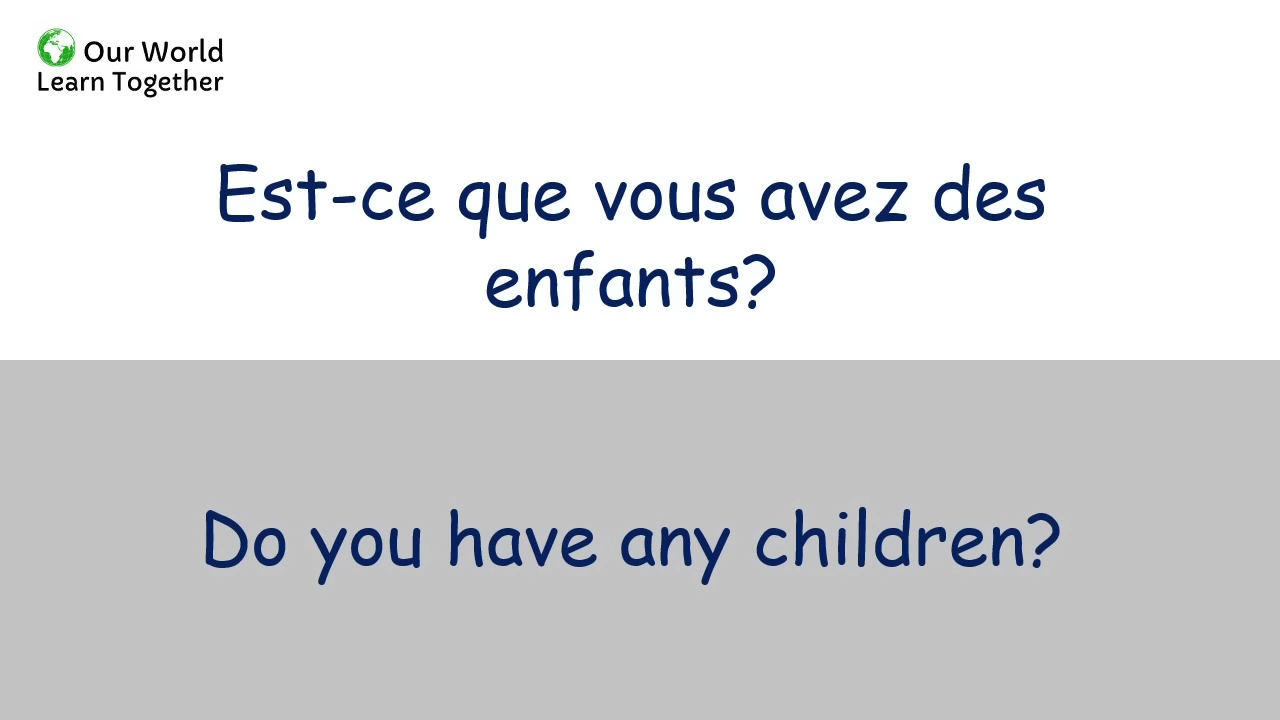 Our World
Learn Together
Est-ce que vous avez des
enfants?
Do you have any children?